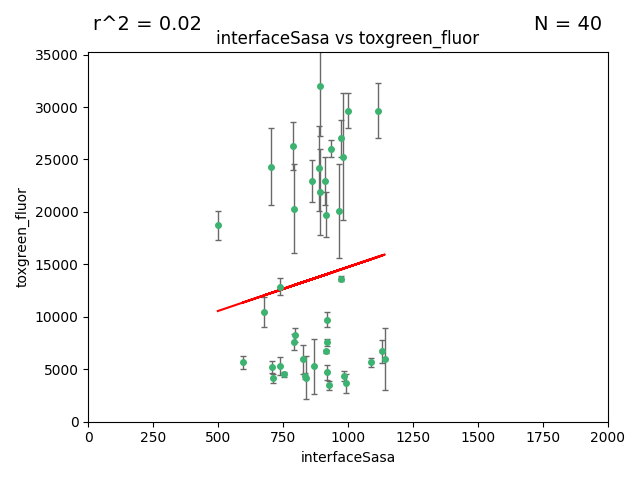 r^2 = 0.02
N = 40
interfaceSasa vs toxgreen_fluor
35000
30000
25000
20000
15000
10000
5000
0
toxgreen_fluor
0 250 500 750 1000 1250 1500 1750 2000
interfaceSasa